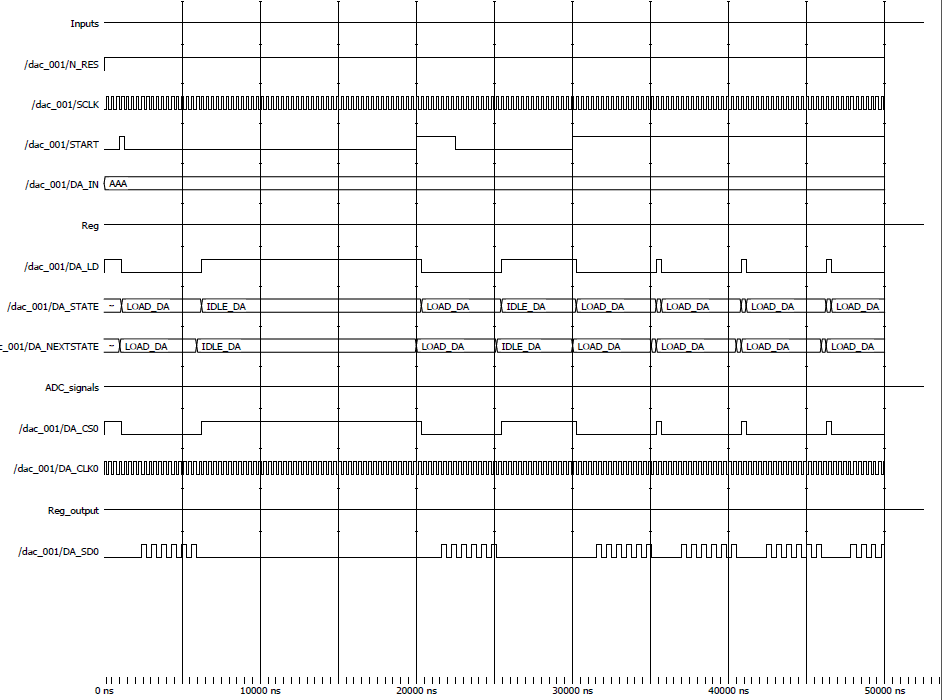 Inputs
/dac_001/N_RES
/dac_001/SCLK
/dac_001/START
/dac_001/DA_IN AAA
Reg
/dac_001/DA_LD
/dac_001/DA_STATE -- LOAD_DA IDLE_DA LOAD_DA IDLE_DA LOAD_DA LOAD_DA LOAD_DA LOAD_DA
c_001/DA_NEXTSTATE -- LOAD_DA IDLE_DA LOAD_DA IDLE_DA LOAD_DA LOAD_DA LOAD_DA LOAD_DA
ADC_signals
/dac_001/DA_CS0
/dac_001/DA_CLK0
Reg_output
/dac_001/DA_SD0
0 ns 10000 ns 20000 ns 30000 ns 40000 ns 50000 ns